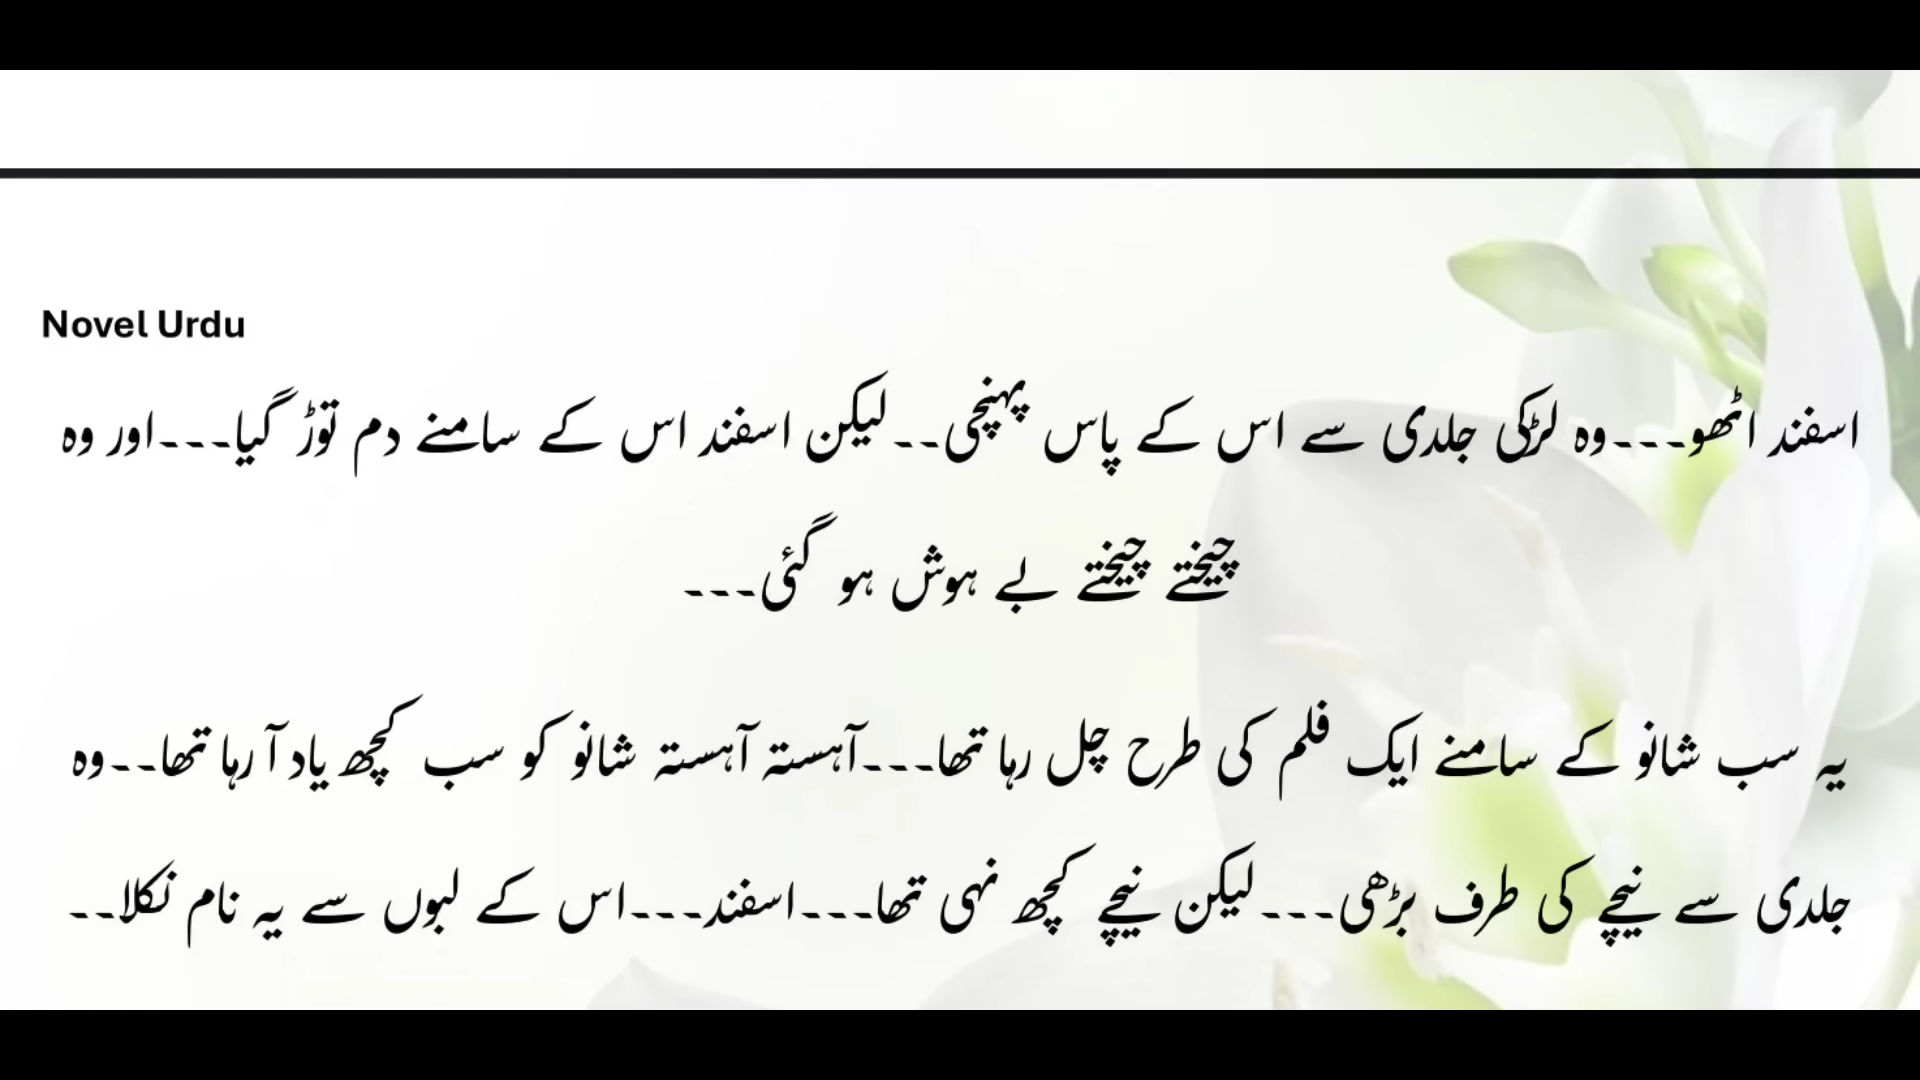 Novel Urdu
اسفند اٹھو۔۔۔وہ لڑکی جلدی سے اس کے پاس پہنچی۔۔لیکن اسفند اس کے سامنے دم توڑ گیا۔۔۔اور وہ
چیختے چیختے بے ہوش ہو گئی۔۔۔
یہ سب شانو کے سامنے ایک فلم کی طرح چل رہا تھا۔۔۔آہستہ آہستہ شانو کو سب کچھ یاد آ رہا تھا۔۔وہ
جلدی سے نیچے کی طرف بڑھی۔۔۔لیکن نیچے کچھ نہی تھا۔۔۔اسفند۔۔۔اس کے لبوں سے یہ نام نکلا۔۔